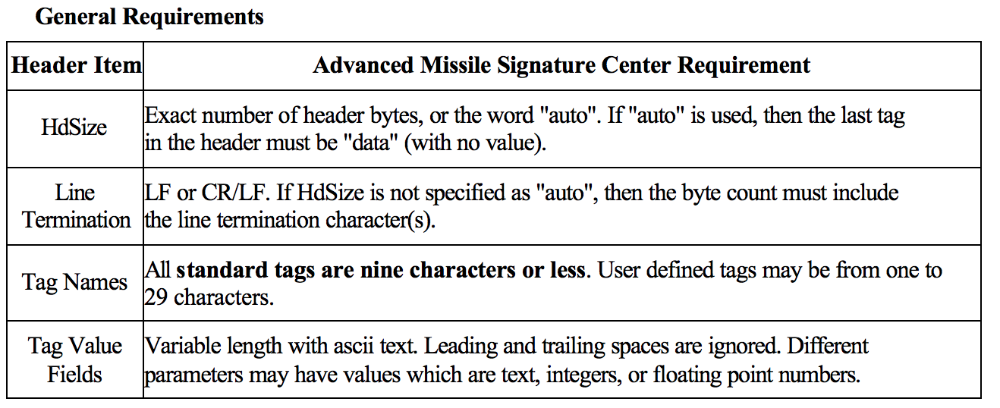 General Requirements
Header Item
Advanced Missile Signature Center Requirement
HdSize
Exact number of header bytes, or the word "auto". If "auto" is used, then the last tag
in the header must be "data" (with no value).
Line
Termination
LF or CR/LF. If HdSize is not specified as "auto", then the byte count must include
the line termination character(s).
Tag Names
All standard tags are nine characters or less. User defined tags may be from one to
29 characters.
Tag Value
Fields
Variable length with ascii text. Leading and trailing spaces are ignored. Different
parameters may have values which are text, integers, or floating point numbers.